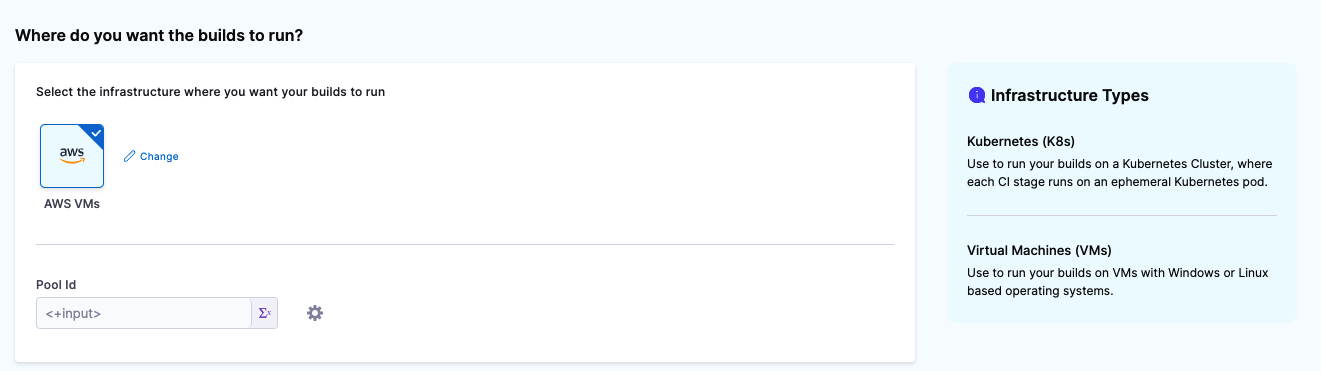 Where do you want the builds to run?
Select the infrastructure where you want your builds to run
aws
Change
AWS VMs
Pool Id
<+input>
Σx
Infrastructure Types
Kubernetes (K8s)
Use to run your builds on a Kubernetes Cluster, where
each CI stage runs on an ephemeral Kubernetes pod.
Virtual Machines (VMs)
Use to run your builds on VMs with Windows or Linux
based operating systems.